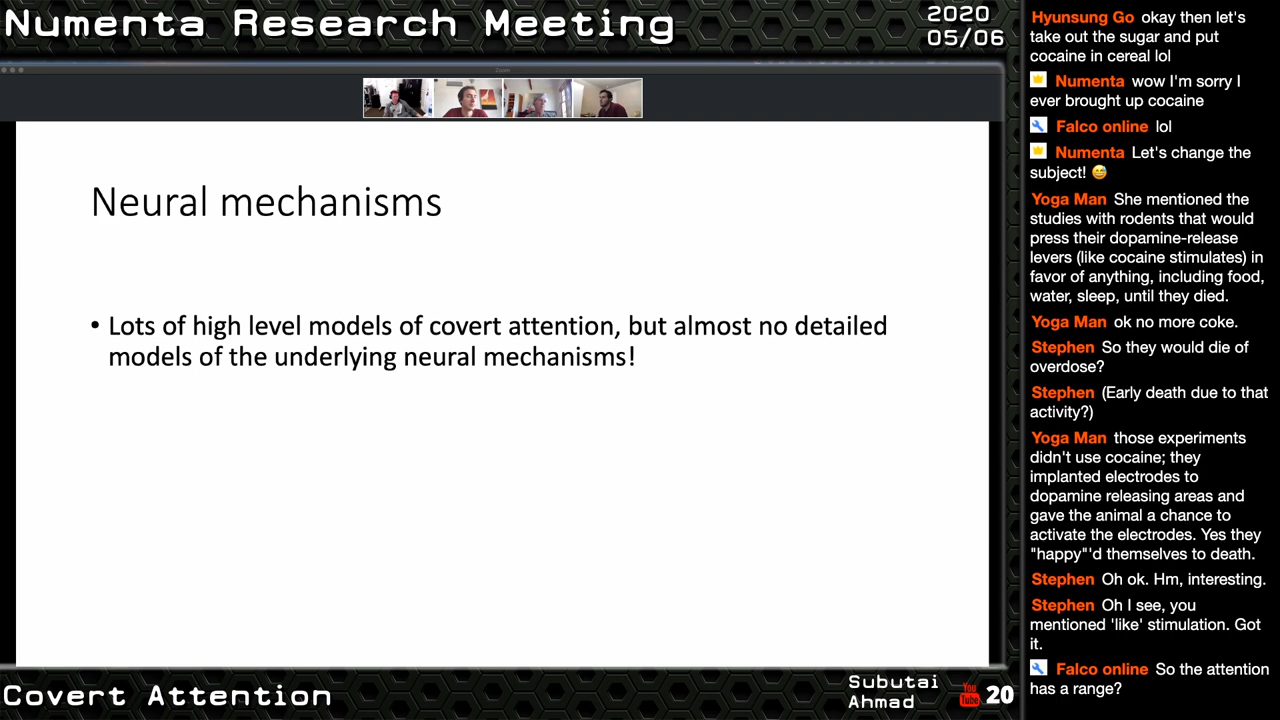 Numenta Research Meeting
2020
05/06
Zoom
Neural mechanisms
• Lots of high level models of covert attention, but almost no detailed
models of the underlying neural mechanisms!
Covert Attention
Subutai
Ahmad
You
Tube
20
Hyunsung Go okay then let's
take out the sugar and put
cocaine in cereal lol
Numenta wow I'm sorry I
ever brought up cocaine
Falco online lol
Numenta Let's change the
subject! 😅
Yoga Man She mentioned the
studies with rodents that would
press their dopamine-release
levers (like cocaine stimulates) in
favor of anything, including food,
water, sleep, until they died.
Yoga Man ok no more coke.
Stephen So they would die of
overdose?
Stephen (Early death due to that
activity?)
Yoga Man those experiments
didn't use cocaine; they
implanted electrodes to
dopamine releasing areas and
gave the animal a chance to
activate the electrodes. Yes they
"happy"'d themselves to death.
Stephen Oh ok. Hm, interesting.
Stephen Oh I see, you
mentioned 'like' stimulation. Got
it.
Falco online So the attention
has a range?